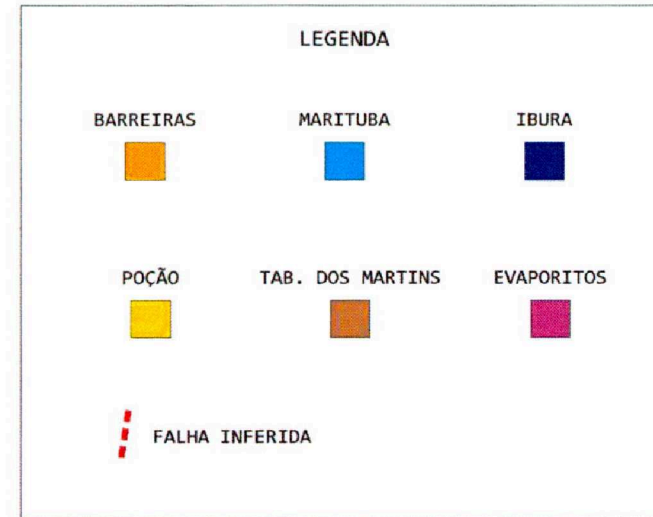 LEGENDA
BARREIRAS MARITUBA IBURA
POÇÃO TAB. DOS MARTINS EVAPORITOS
FALHA INFERIDA